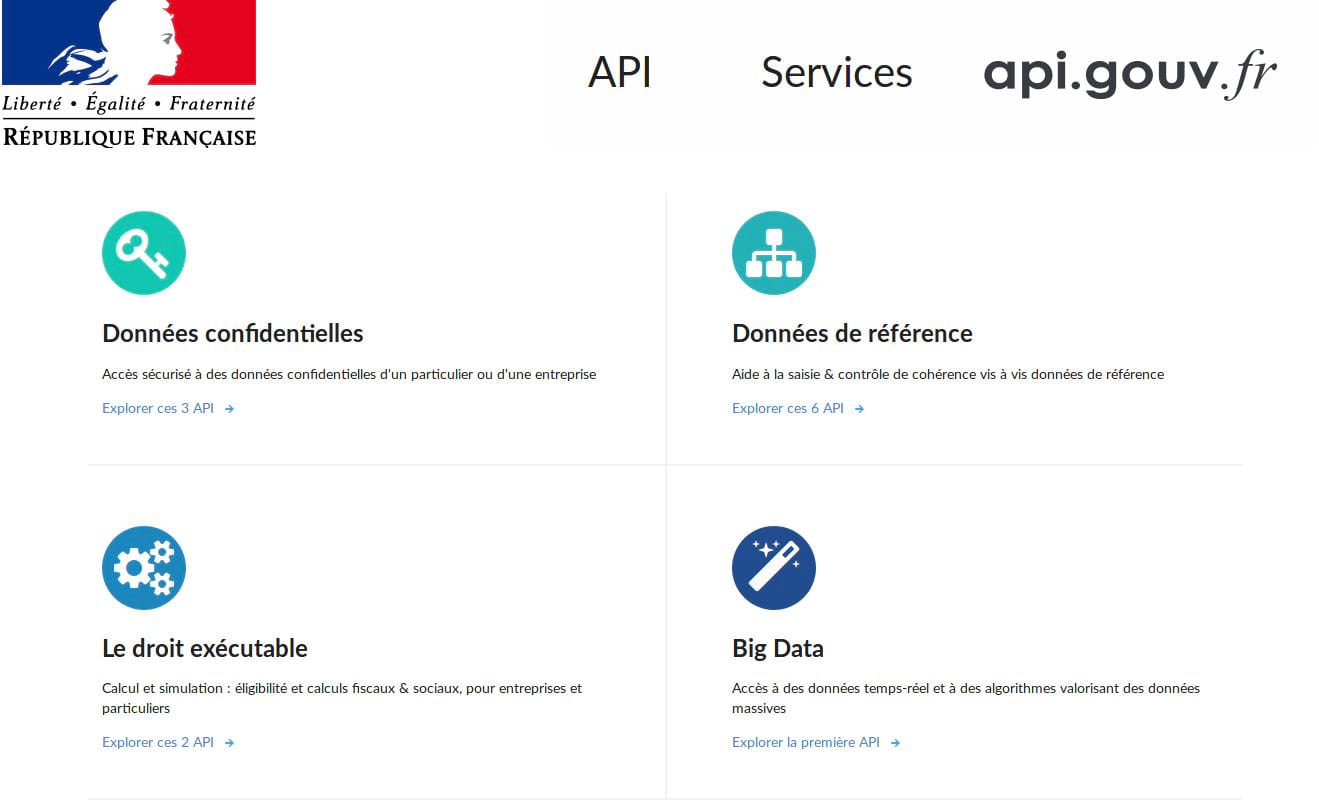 Liberté • Égalité • Fraternité
RÉPUBLIQUE FRANÇAISE
API
Services
api.gouv.fr
Données confidentielles
Accès sécurisé à des données confidentielles d'un particulier ou d'une entreprise
Explorer ces 3 API →
Données de référence
Aide à la saisie & contrôle de cohérence vis à vis données de référence
Explorer ces 6 API →
Le droit exécutable
Calcul et simulation : éligibilité et calculs fiscaux & sociaux, pour entreprises et
particuliers
Explorer ces 2 API →
Big Data
Accès à des données temps-réel et à des algorithmes valorisant des données
massives
Explorer la première API →